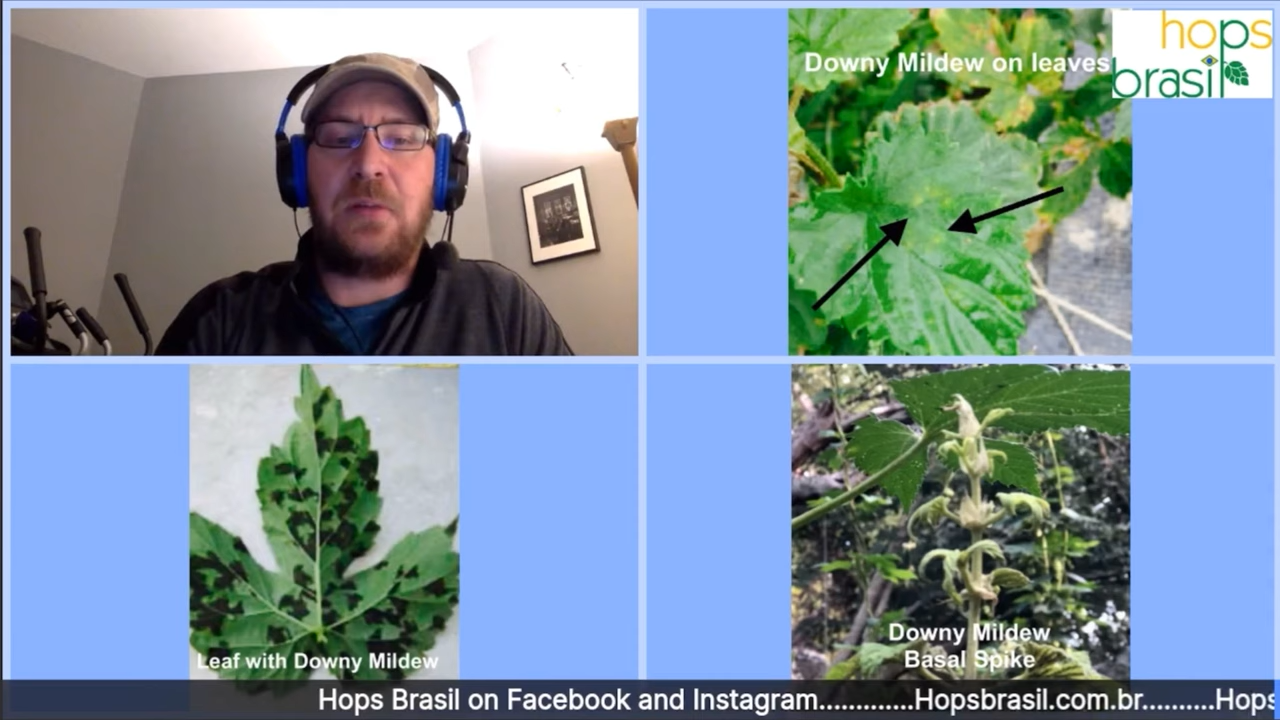 Downy Mildew on leaves
hops
brasil
Leaf with Downy Mildew
Downy Mildew
Basal Spike
Hops Brasil on Facebook and Instagram.............Hopsbrasil.com.br..........Hops